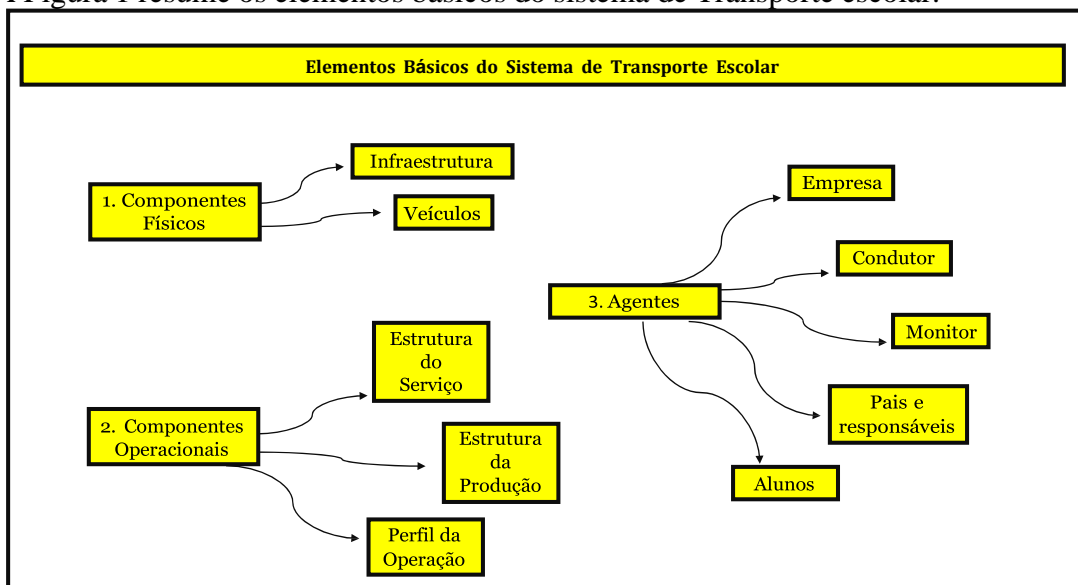 A Figura 1 resume os elementos básicos do sistema de Transporte escolar.
Elementos Básicos do Sistema de Transporte Escolar
1. Componentes
Físicos
Infraestrutura
Veículos
2. Componentes
Operacionais
Estrutura
do
Serviço
Estrutura
da
Produção
Perfil da
Operação
3. Agentes
Empresa
Condutor
Monitor
Pais e
responsáveis
Alunos